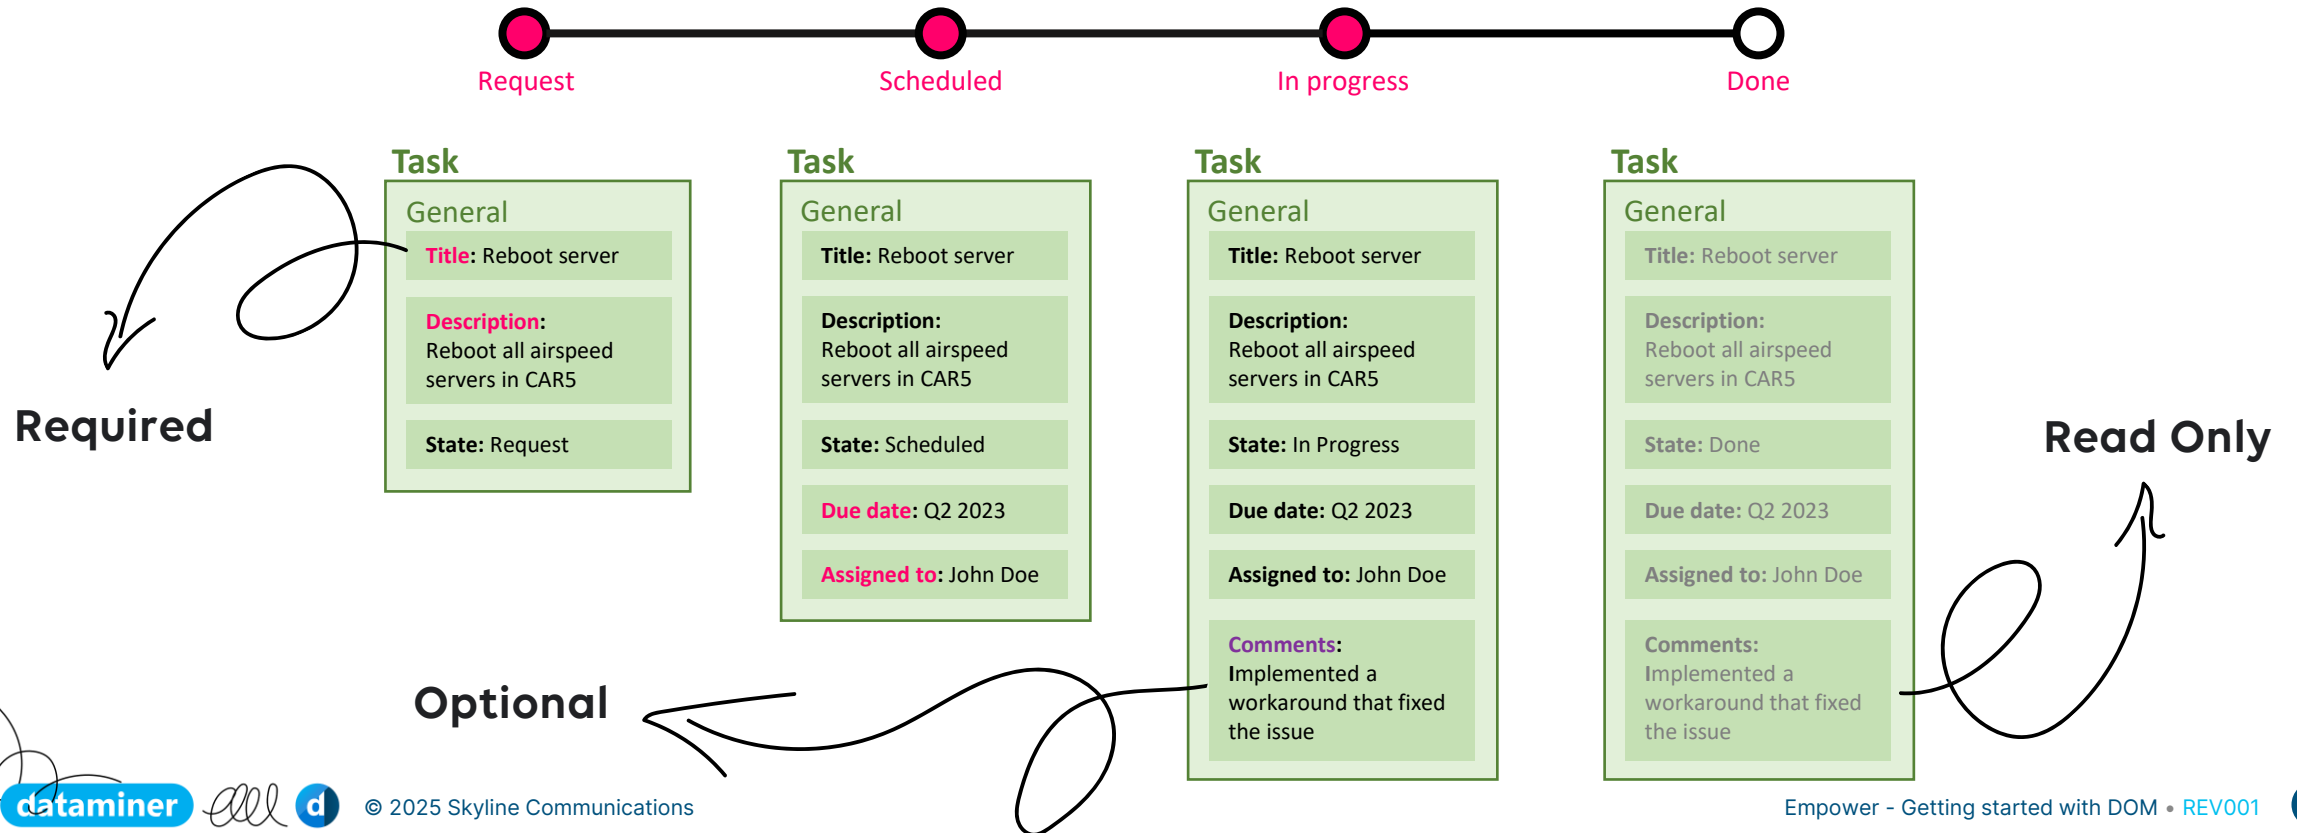 Request
Scheduled
In progress
Done
Task
General
Title: Reboot server
Description:
Reboot all airspeed
servers in CAR5
State: Request
Task
General
Title: Reboot server
Description:
Reboot all airspeed
servers in CAR5
State: Scheduled
Due date: Q2 2023
Assigned to: John Doe
Task
General
Title: Reboot server
Description:
Reboot all airspeed
servers in CAR5
State: In Progress
Due date: Q2 2023
Assigned to: John Doe
Comments:
Implemented a
workaround that fixed
the issue
Task
General
Title: Reboot server
Description:
Reboot all airspeed
servers in CAR5
State: Done
Due date: Q2 2023
Assigned to: John Doe
Comments:
Implemented a
workaround that fixed
the issue
Required
Optional
Read Only
dataminer
d
© 2025 Skyline Communications
Empower - Getting started with DOM • REV001